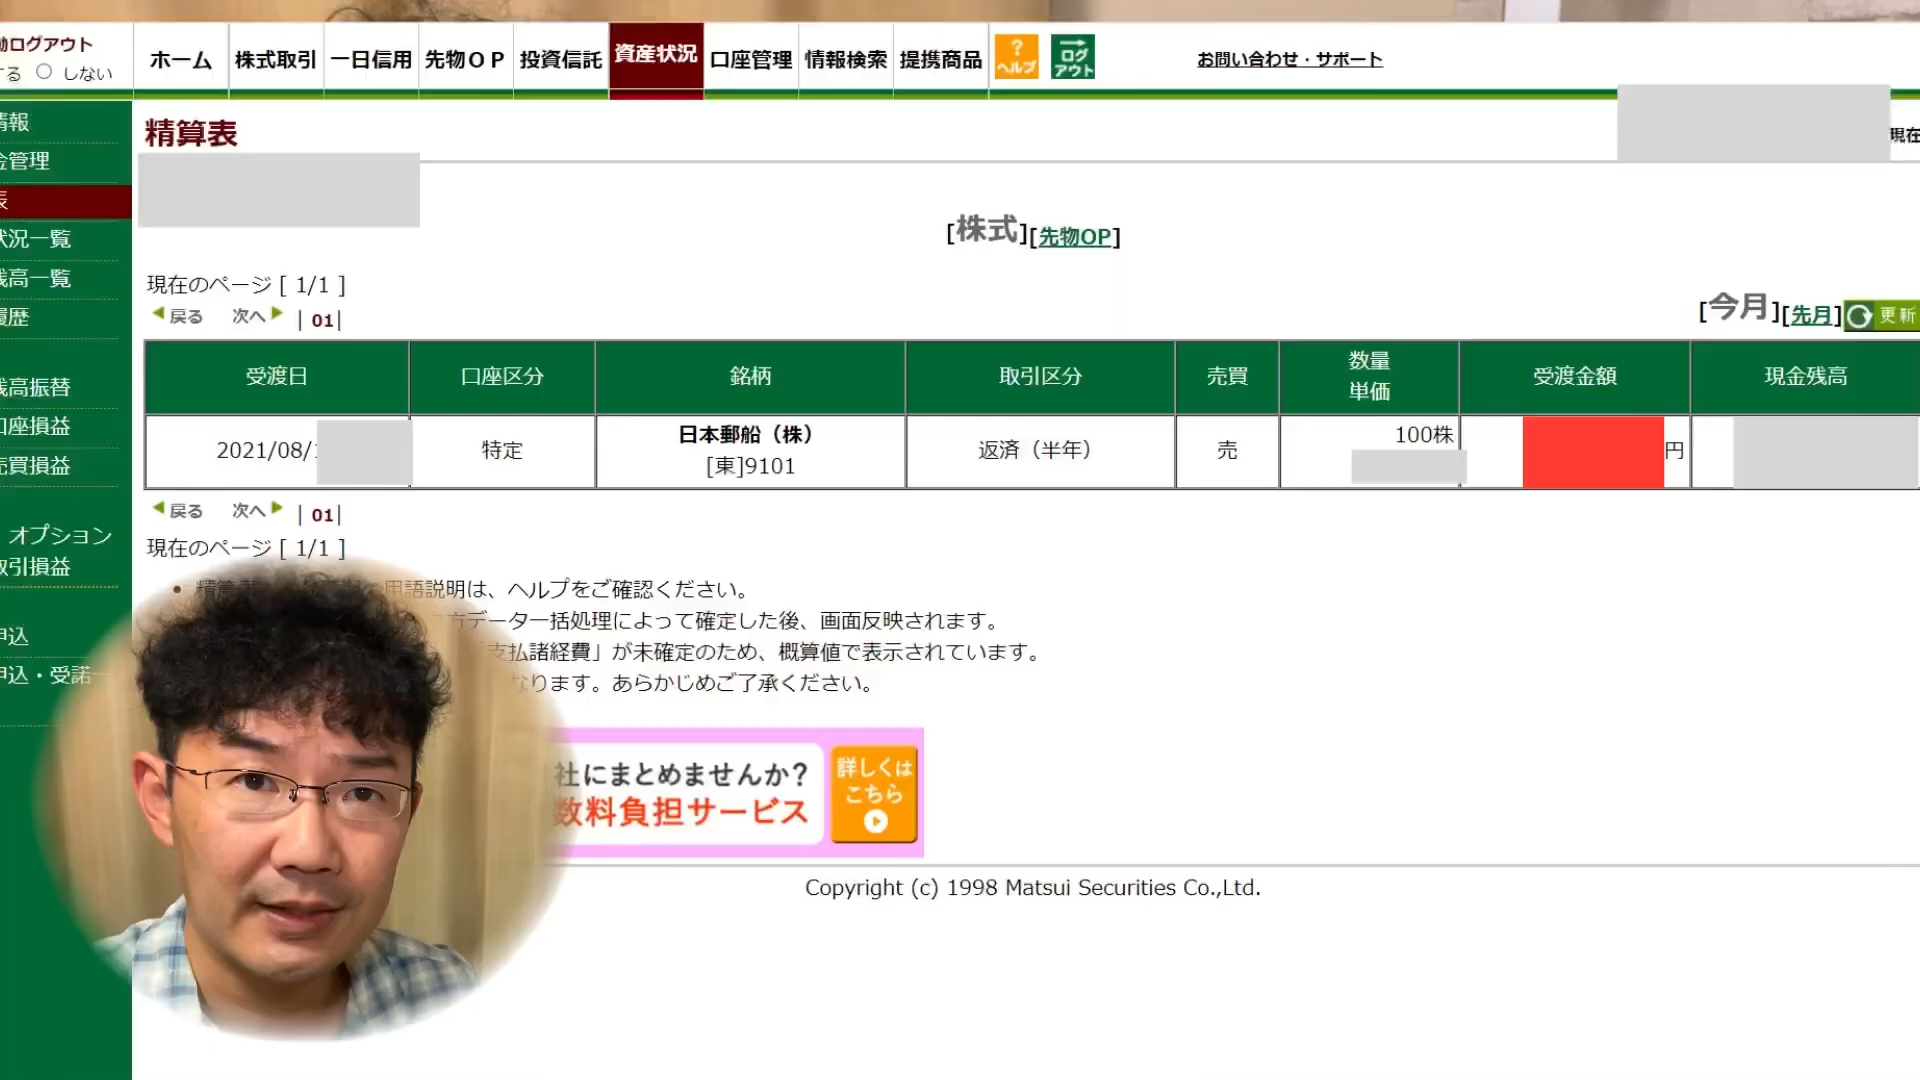 動ログアウト
する ○ しない
ホーム 株式取引 一日信用 先物OP 投資信託 資産状況 口座管理 情報検索 提携商品
? ヘルプ
ログアウト
お問い合わせ・サポート
情報
金管理
表
状況一覧
残高一覧
履歴
残高振替
口座損益
売買損益
・オプション
取引損益
申込
申込・受諾
精算表
現在
[株式][先物OP]
現在のページ [ 1/1 ]
戻る 次へ | 01|
[今月][先月] 更新
受渡日 口座区分 銘柄 取引区分 売買 数量 単価 受渡金額 現金残高
2021/08/ 特定 日本郵船(株) [東]9101 返済(半年) 売 100株 円
戻る 次へ | 01|
現在のページ [ 1/1 ]
用語説明は、ヘルプをご確認ください。
データ一括処理によって確定した後、画面反映されます。
支払諸経費」が未確定のため、概算値で表示されています。
なります。あらかじめご了承ください。
社にまとめませんか?
数料負担サービス
詳しくは
こちら
Copyright (c) 1998 Matsui Securities Co.,Ltd.